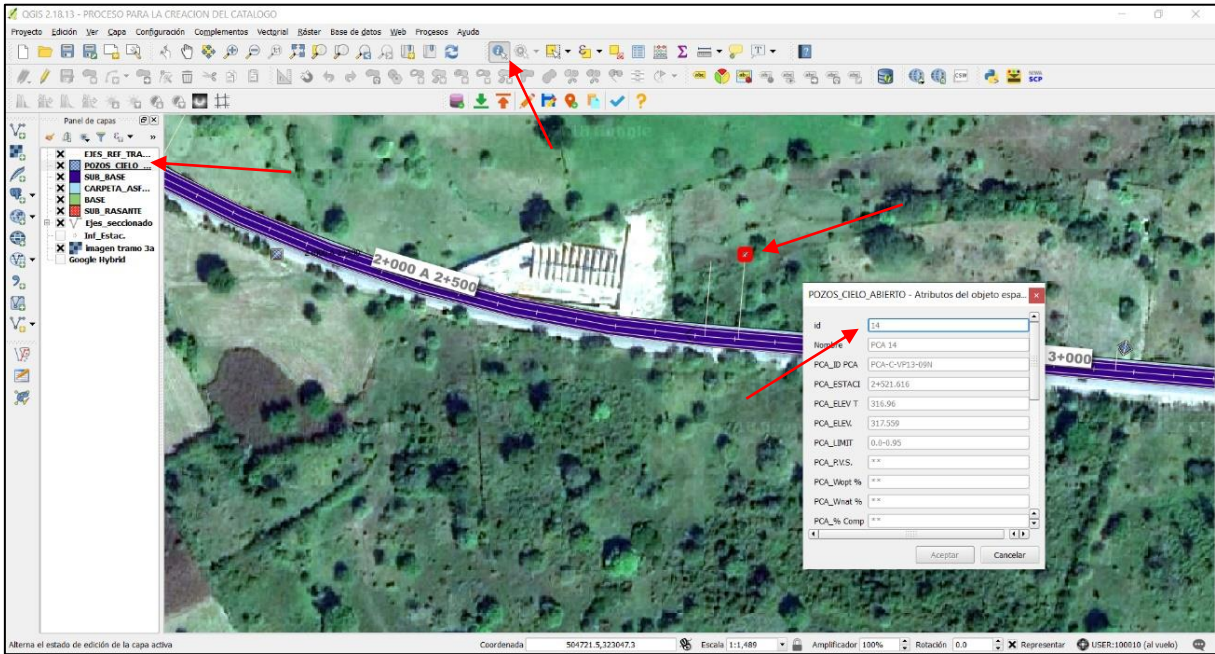 QGIS 2.18.13 - PROCESO PARA LA CREACION DEL CATALOGO
Proyecto Edición Ver Capa Configuración Complementos Vectorial Ráster Base de datos Web Procesos Ayuda
CSW
SCP
Panel de capas
EJES_REF_TRA...
POZOS_CIELO_...
SUB_BASE
CARPETA_ASF...
BASE
SUB_RASANTE
Ejes_seccionado
Inf_Estac.
imagen tramo 3a
Google Hybrid
2+000 A 2+500
3+000
POZOS_CIELO_ABIERTO - Atributos del objeto espa...
id 14
Nombre PCA 14
PCA_ID PCA PCA-C-VP13-09N
PCA_ESTACI 2+521.616
PCA_ELEV T 316.96
PCA_ELEV. 317.559
PCA_LIMIT 0.0-0.95
PCA_P.V.S. **
PCA_Wopt % **
PCA_Wnat % **
PCA_% Comp **
Aceptar Cancelar
Alterna el estado de edición de la capa activa Coordenada 504721.5,323047.3 Escala 1:1,489 Amplificador 100% Rotación 0.0 Representar USER:100010 (al vuelo)